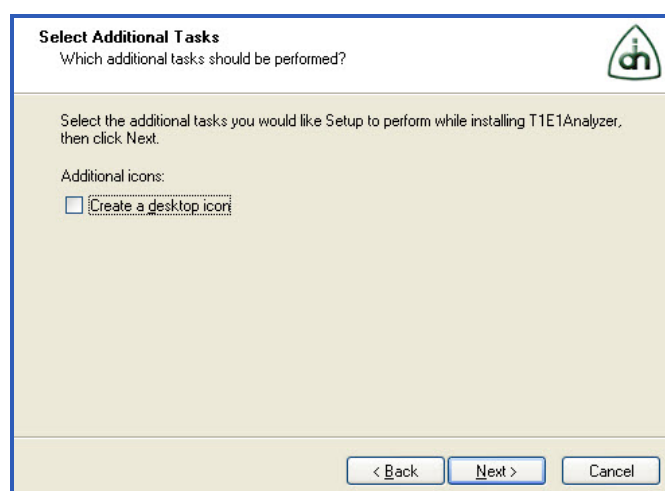 Select Additional Tasks
Which additional tasks should be performed?
Select the additional tasks you would like Setup to perform while installing T1E1Analyzer,
then click Next.
Additional icons:
Create a desktop icon
< Back Next > Cancel